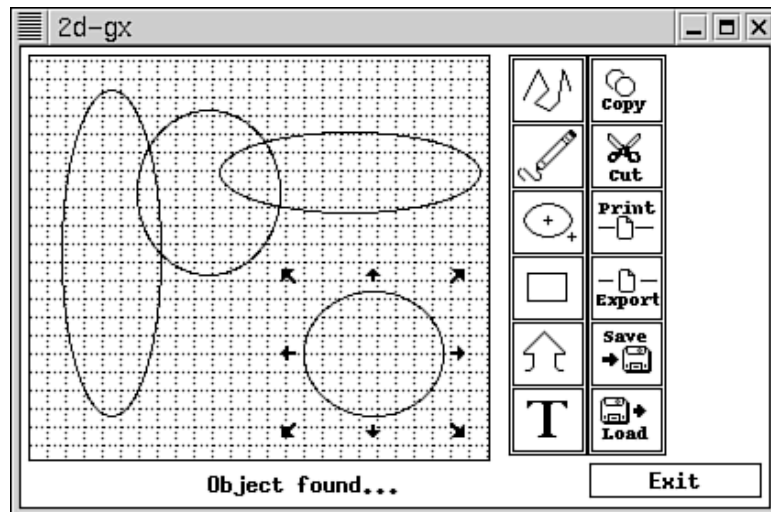 2d-gx
Copy
Cut
Print
Export
Save
T
Load
Object found...
Exit